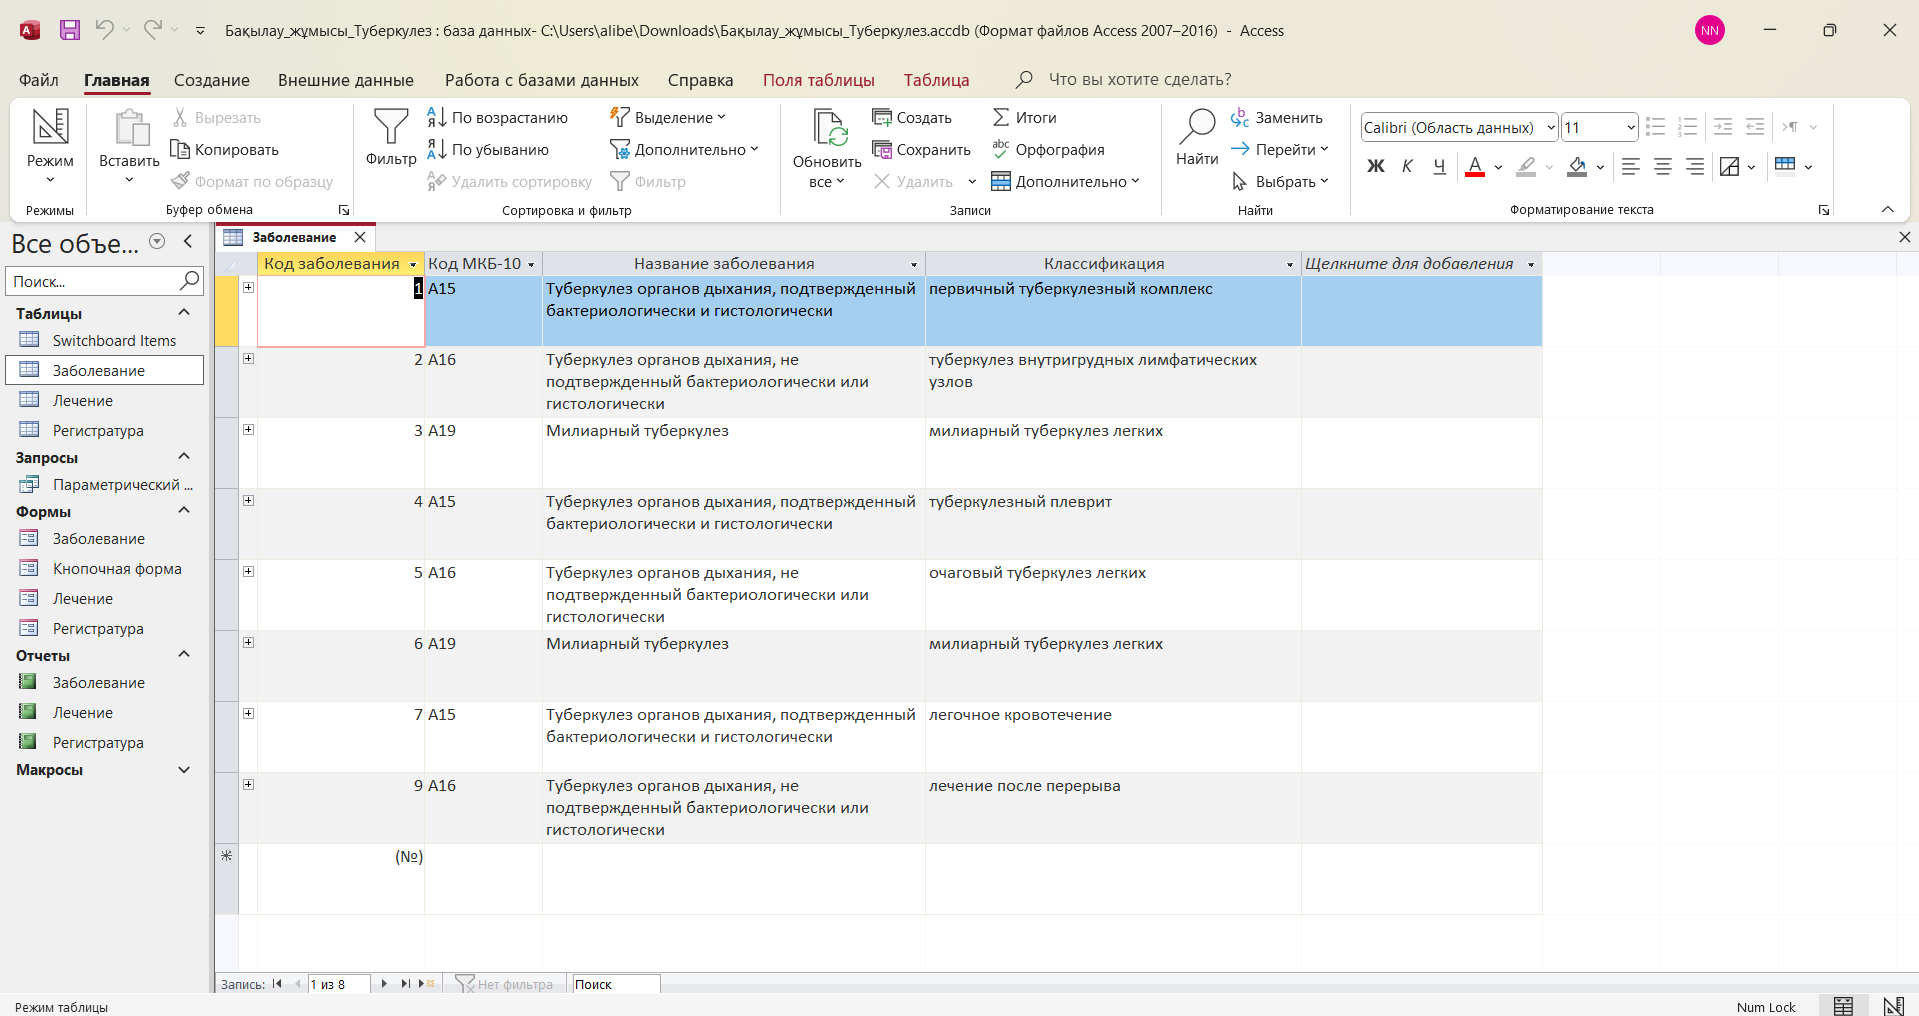 Бақылау_жұмысы_Туберкулез : база данных- C:\Users\alibe\Downloads\Бақылау_жұмысы_Туберкулез.accdb (Формат файлов Access 2007–2016) - Access
NN
Файл Главная Создание Внешние данные Работа с базами данных Справка Поля таблицы Таблица Что вы хотите сделать?
Режим
Режимы
Вставить
Вырезать
Копировать
Формат по образцу
Буфер обмена
Фильтр
По возрастанию
По убыванию
Удалить сортировку
Выделение
Дополнительно
Фильтр
Сортировка и фильтр
Обновить
все
Создать
Сохранить
Удалить
Итоги
Орфография
Дополнительно
Записи
Найти
Заменить
Перейти
Выбрать
Найти
Calibri (Область данных) 11
Ж К Ч А
Форматирование текста
Все объе...
Поиск...
Таблицы
Switchboard Items
Заболевание
Лечение
Регистратура
Запросы
Параметрический ...
Формы
Заболевание
Кнопочная форма
Лечение
Регистратура
Отчеты
Заболевание
Лечение
Регистратура
Макросы
Заболевание
Код заболевания Код МКБ-10 Название заболевания Классификация Щелкните для добавления
1 А15 Туберкулез органов дыхания, подтвержденный первичный туберкулезный комплекс
бактериологически и гистологически
2 А16 Туберкулез органов дыхания, не туберкулез внутригрудных лимфатических
подтвержденный бактериологически или узлов
гистологически
3 А19 Милиарный туберкулез милиарный туберкулез легких
4 А15 Туберкулез органов дыхания, подтвержденный туберкулезный плеврит
бактериологически и гистологически
5 А16 Туберкулез органов дыхания, не очаговый туберкулез легких
подтвержденный бактериологически или
гистологически
6 А19 Милиарный туберкулез милиарный туберкулез легких
7 А15 Туберкулез органов дыхания, подтвержденный легочное кровотечение
бактериологически и гистологически
9 А16 Туберкулез органов дыхания, не лечение после перерыва
подтвержденный бактериологически или
гистологически
(№)
Запись: 1 из 8 Нет фильтра Поиск
Режим таблицы Num Lock